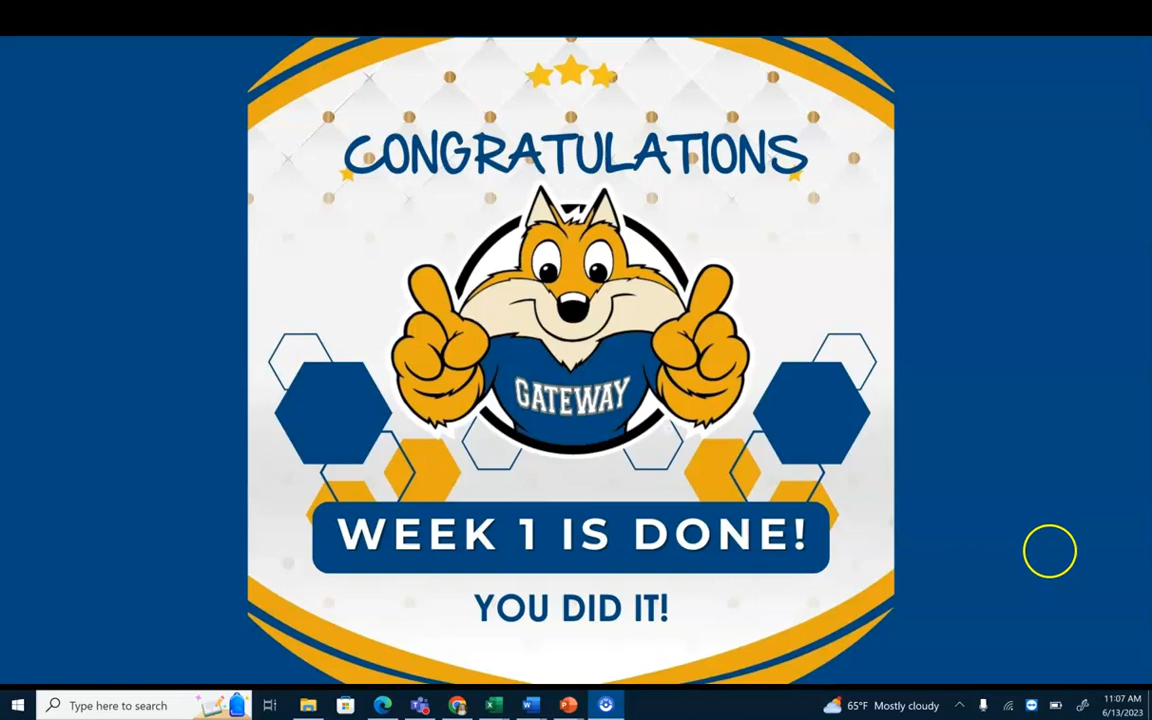 CONGRATULATIONS
GATEWAY
WEEK 1 IS DONE!
YOU DID IT!
Type here to search
65°F Mostly cloudy
11:07 AM
6/13/2023